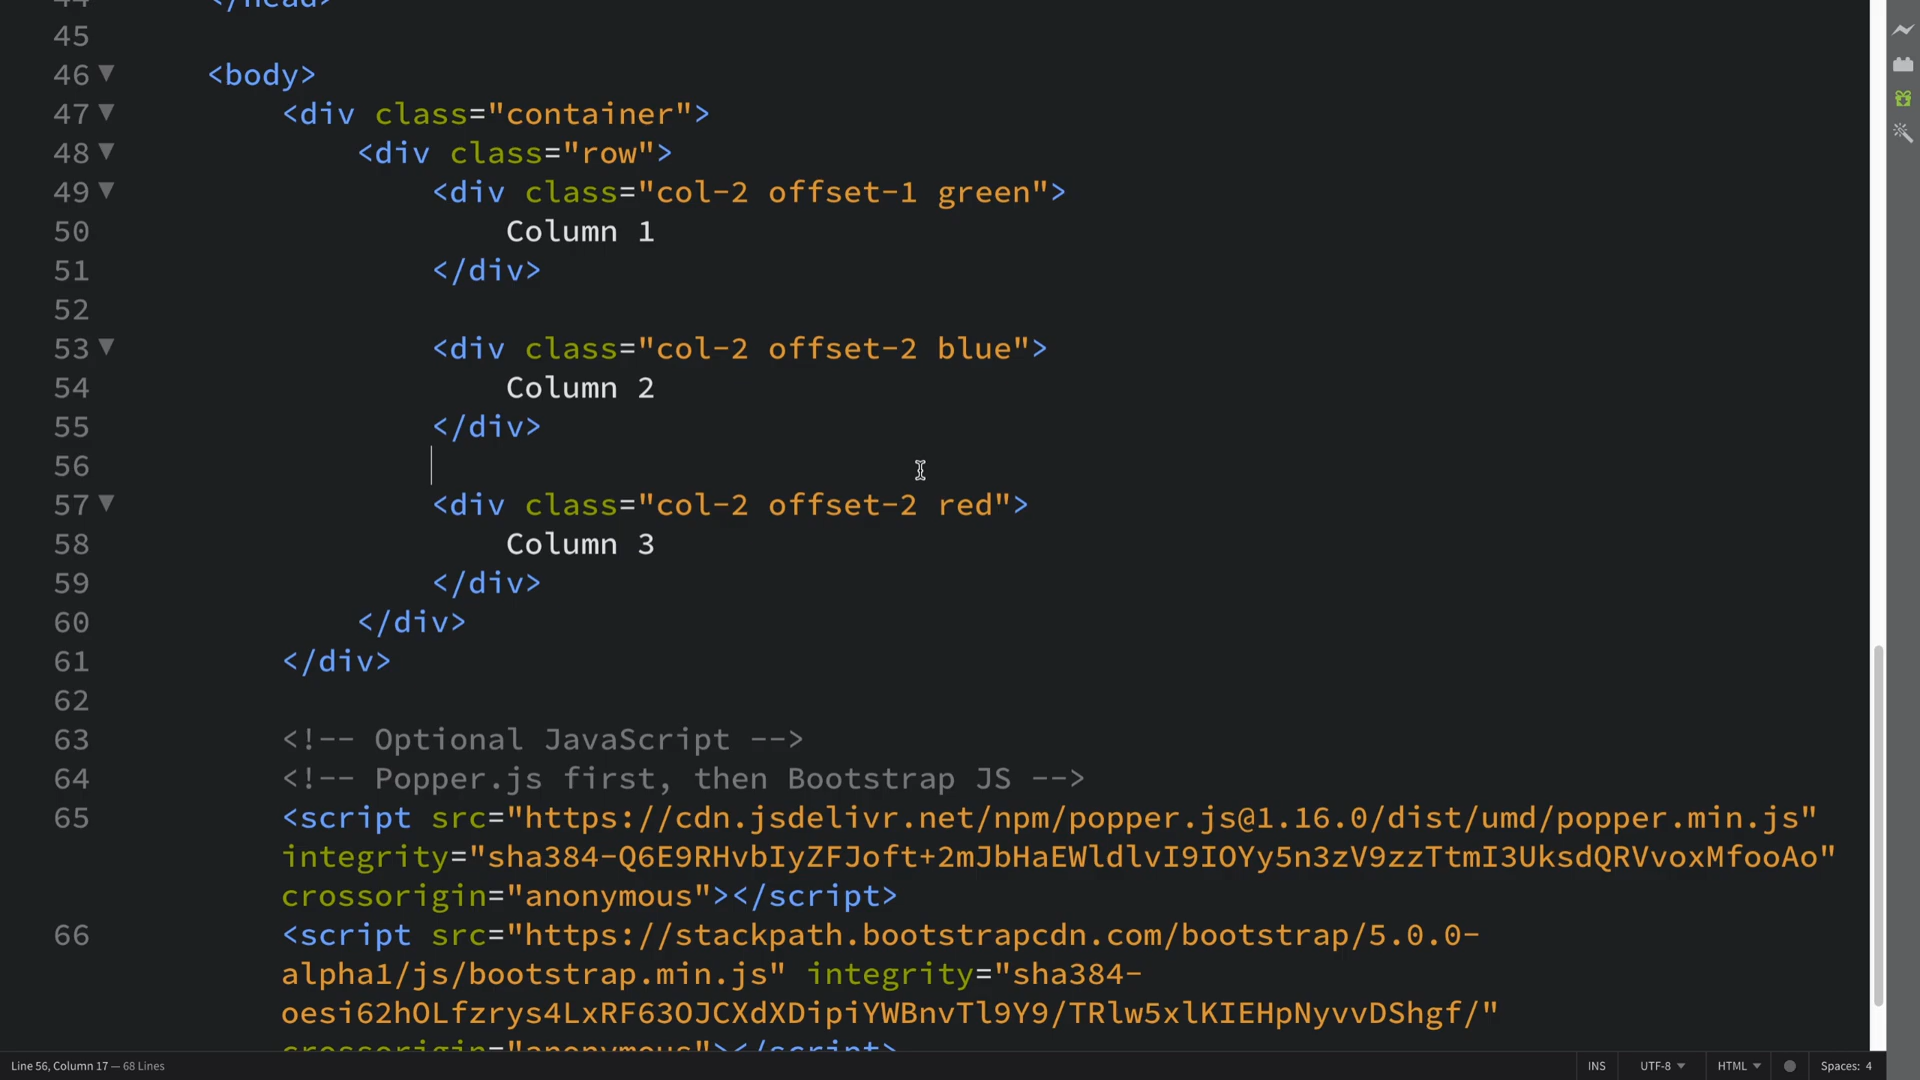 44 </head>
45
46 <body>
47 <div class="container">
48 <div class="row">
49 <div class="col-2 offset-1 green">
50 Column 1
51 </div>
52
53 <div class="col-2 offset-2 blue">
54 Column 2
55 </div>
56
57 <div class="col-2 offset-2 red">
58 Column 3
59 </div>
60 </div>
61 </div>
62
63 <!-- Optional JavaScript -->
64 <!-- Popper.js first, then Bootstrap JS -->
65 <script src="https://cdn.jsdelivr.net/npm/popper.js@1.16.0/dist/umd/popper.min.js"
integrity="sha384-Q6E9RHvbIyZFJoft+2mJbHaEWldlvI9IOYy5n3zV9zzTtmI3UksdQRVvoxMfooAo"
crossorigin="anonymous"></script>
66 <script src="https://stackpath.bootstrapcdn.com/bootstrap/5.0.0-
alpha1/js/bootstrap.min.js" integrity="sha384-
oesi62hOLfzrys4LxRF63OJCXdXDipiYWBnvTl9Y9/TRlw5xlKIEHpNyvvDShgf/"
crossorigin="anonymous"></script>
Line 56, Column 17 — 68 Lines INS UTF-8 HTML Spaces: 4